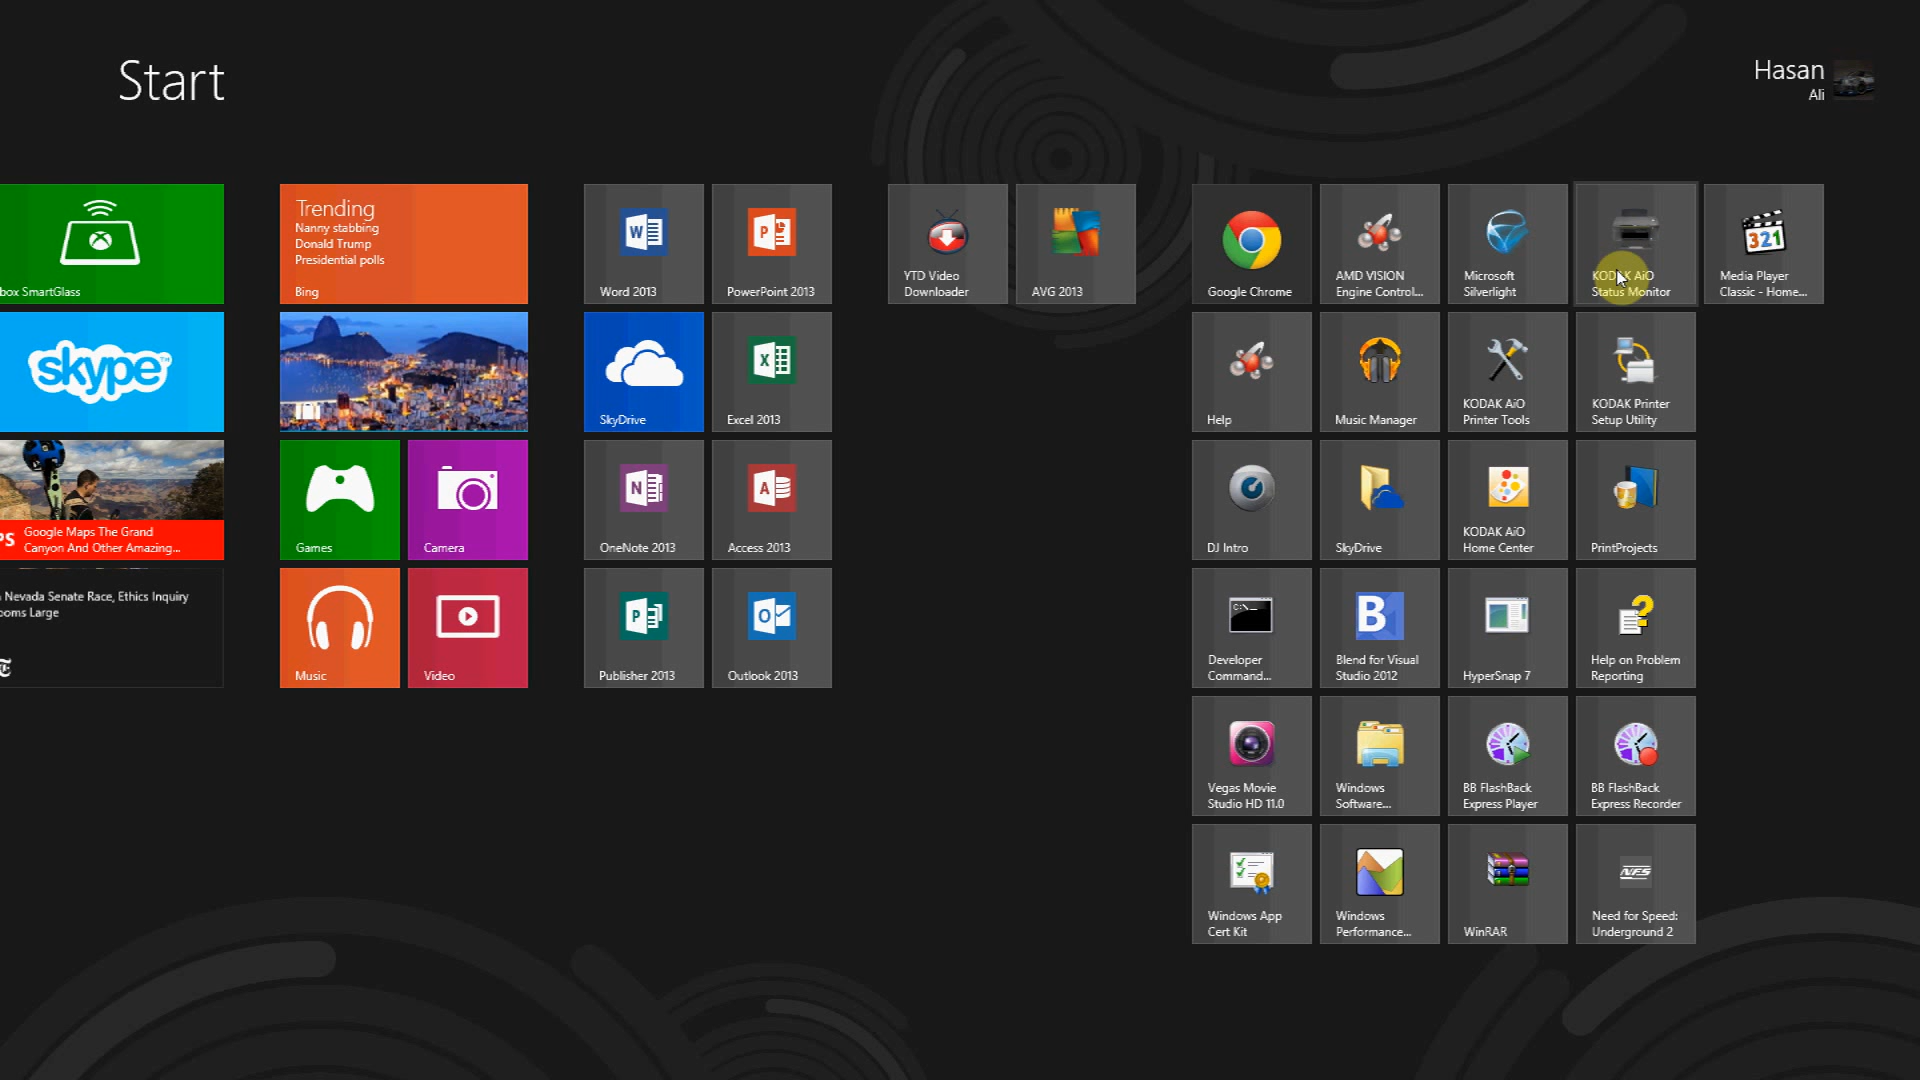 Start
Hasan
Ali
box SmartGlass
skype
TM
Google Maps The Grand
Canyon And Other Amazing...
Nevada Senate Race, Ethics Inquiry
ooms Large
Trending
Nanny stabbing
Donald Trump
Presidential polls
Bing
Games
Camera
Music
Video
W
Word 2013
P
PowerPoint 2013
SkyDrive
X
Excel 2013
N
OneNote 2013
A
Access 2013
P
Publisher 2013
O
Outlook 2013
YTD Video
Downloader
AVG 2013
Google Chrome
AMD VISION
Engine Control...
Microsoft
Silverlight
KODAK AiO
Status Monitor
321
Media Player
Classic - Home...
Help
Music Manager
KODAK AiO
Printer Tools
KODAK Printer
Setup Utility
DJ Intro
SkyDrive
KODAK AiO
Home Center
PrintProjects
C:\
Developer
Command...
B
Blend for Visual
Studio 2012
HyperSnap 7
?
Help on Problem
Reporting
Vegas Movie
Studio HD 11.0
Windows
Software...
BB FlashBack
Express Player
BB FlashBack
Express Recorder
Windows App
Cert Kit
Windows
Performance...
WinRAR
NFS
Need for Speed:
Underground 2